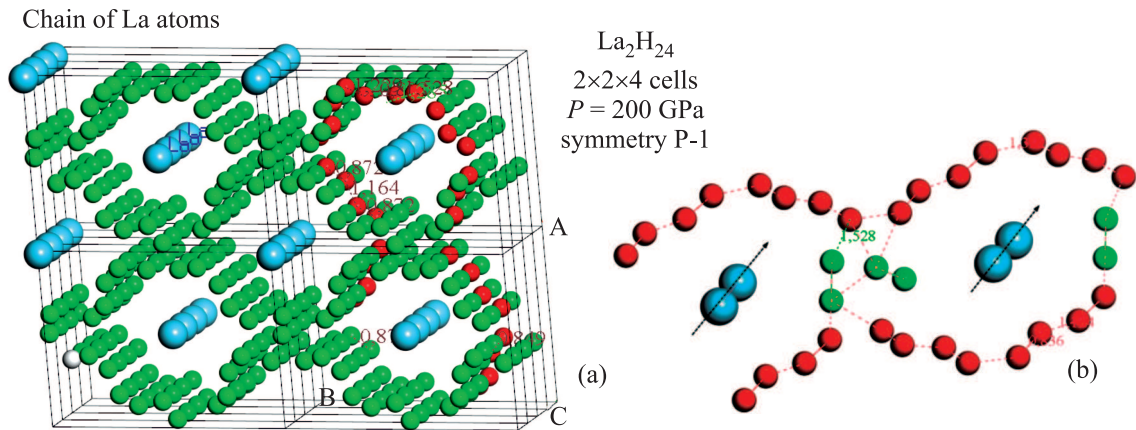 Chain of La atoms
La₂H₂₄
2×2×4 cells
P = 200 GPa
symmetry P-1
1.164
A
B
C
(a)
1,528
(b)